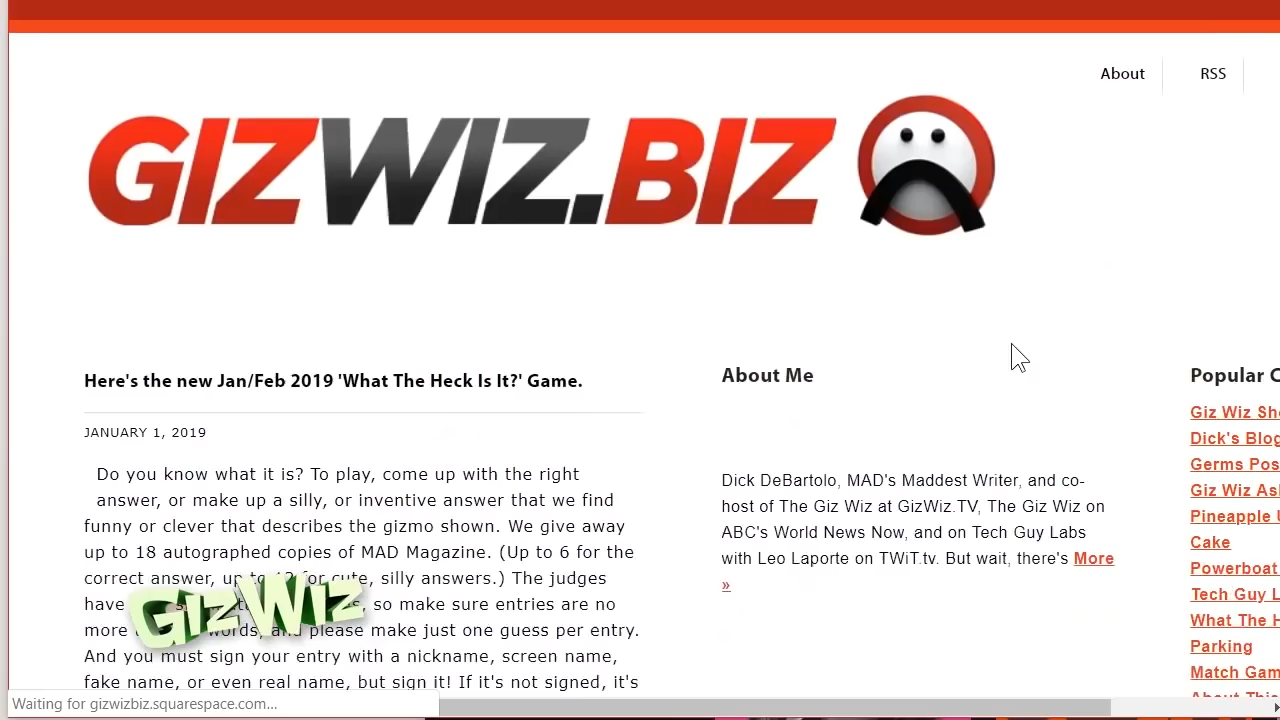 About
RSS
GIZWIZ.BIZ
Here's the new Jan/Feb 2019 'What The Heck Is It?' Game.
JANUARY 1, 2019
Do you know what it is? To play, come up with the right
answer, or make up a silly, or inventive answer that we find
funny or clever that describes the gizmo shown. We give away
up to 18 autographed copies of MAD Magazine. (Up to 6 for the
correct answer, up to 12 for cute, silly answers.) The judges
have so make sure entries are no
more words, and please make just one guess per entry.
And you must sign your entry with a nickname, screen name,
fake name, or even real name, but sign it! If it's not signed, it's
GIZWIZ
About Me
Dick DeBartolo, MAD's Maddest Writer, and co-
host of The Giz Wiz at GizWiz.TV, The Giz Wiz on
ABC's World News Now, and on Tech Guy Labs
with Leo Laporte on TWiT.tv. But wait, there's More
»
Popular C
Giz Wiz Sh
Dick's Blog
Germs Pos
Giz Wiz As
Pineapple U
Cake
Powerboat
Tech Guy L
What The H
Parking
Match Gam
About This
Waiting for gizwizbiz.squarespace.com...